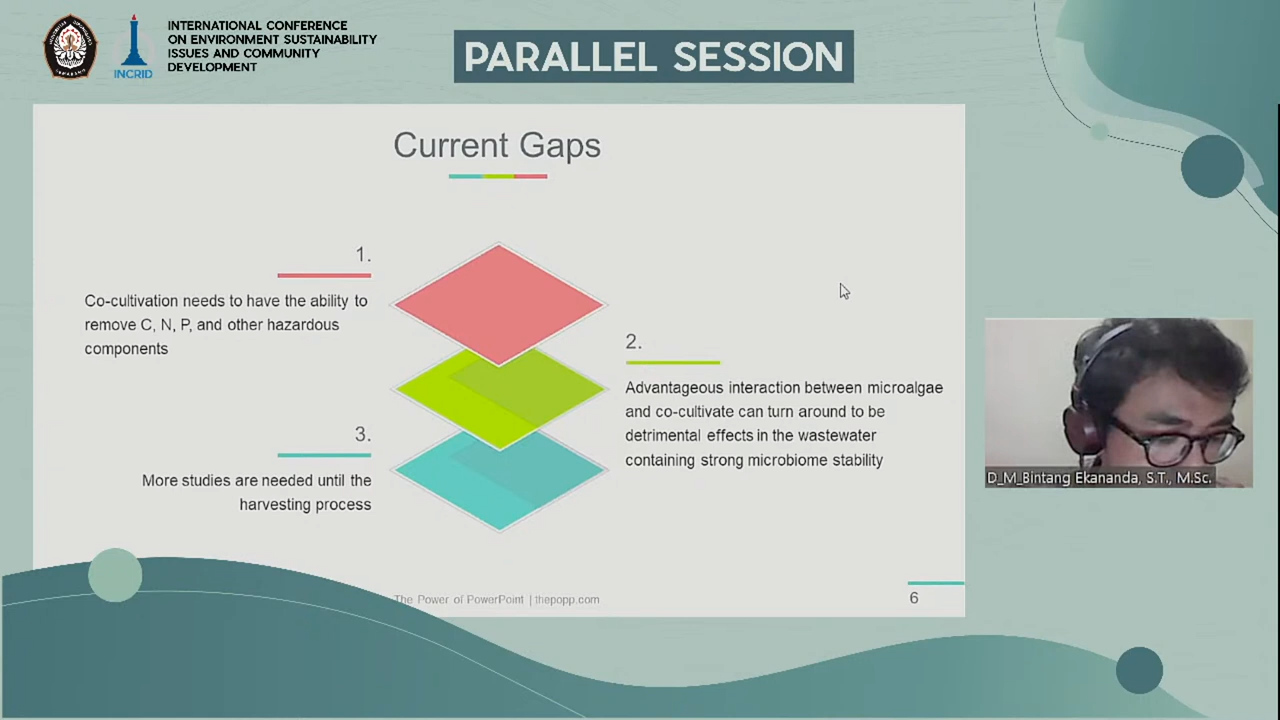 INCRID
INTERNATIONAL CONFERENCE
ON ENVIRONMENT SUSTAINABILITY
ISSUES AND COMMUNITY
DEVELOPMENT
PARALLEL SESSION
Current Gaps
1.
Co-cultivation needs to have the ability to
remove C, N, P, and other hazardous
components
2.
Advantageous interaction between microalgae
and co-cultivate can turn around to be
detrimental effects in the wastewater
containing strong microbiome stability
3.
More studies are needed until the
harvesting process
The Power of PowerPoint | thepopp.com
6
D_M_Bintang Ekananda, S.T., M.Sc.